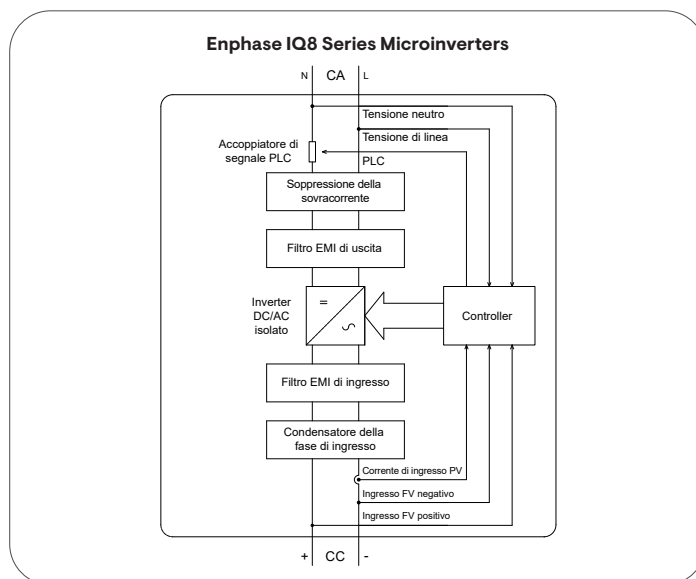 Enphase IQ8 Series Microinverters
N CA L
Tensione neutro
Tensione di linea
Accoppiatore di
segnale PLC
PLC
Soppressione della
sovracorrente
Filtro EMI di uscita
Inverter
DC/AC
isolato
=
Controller
Filtro EMI di ingresso
Condensatore della
fase di ingresso
Corrente di ingresso PV
Ingresso FV negativo
Ingresso FV positivo
+ CC -